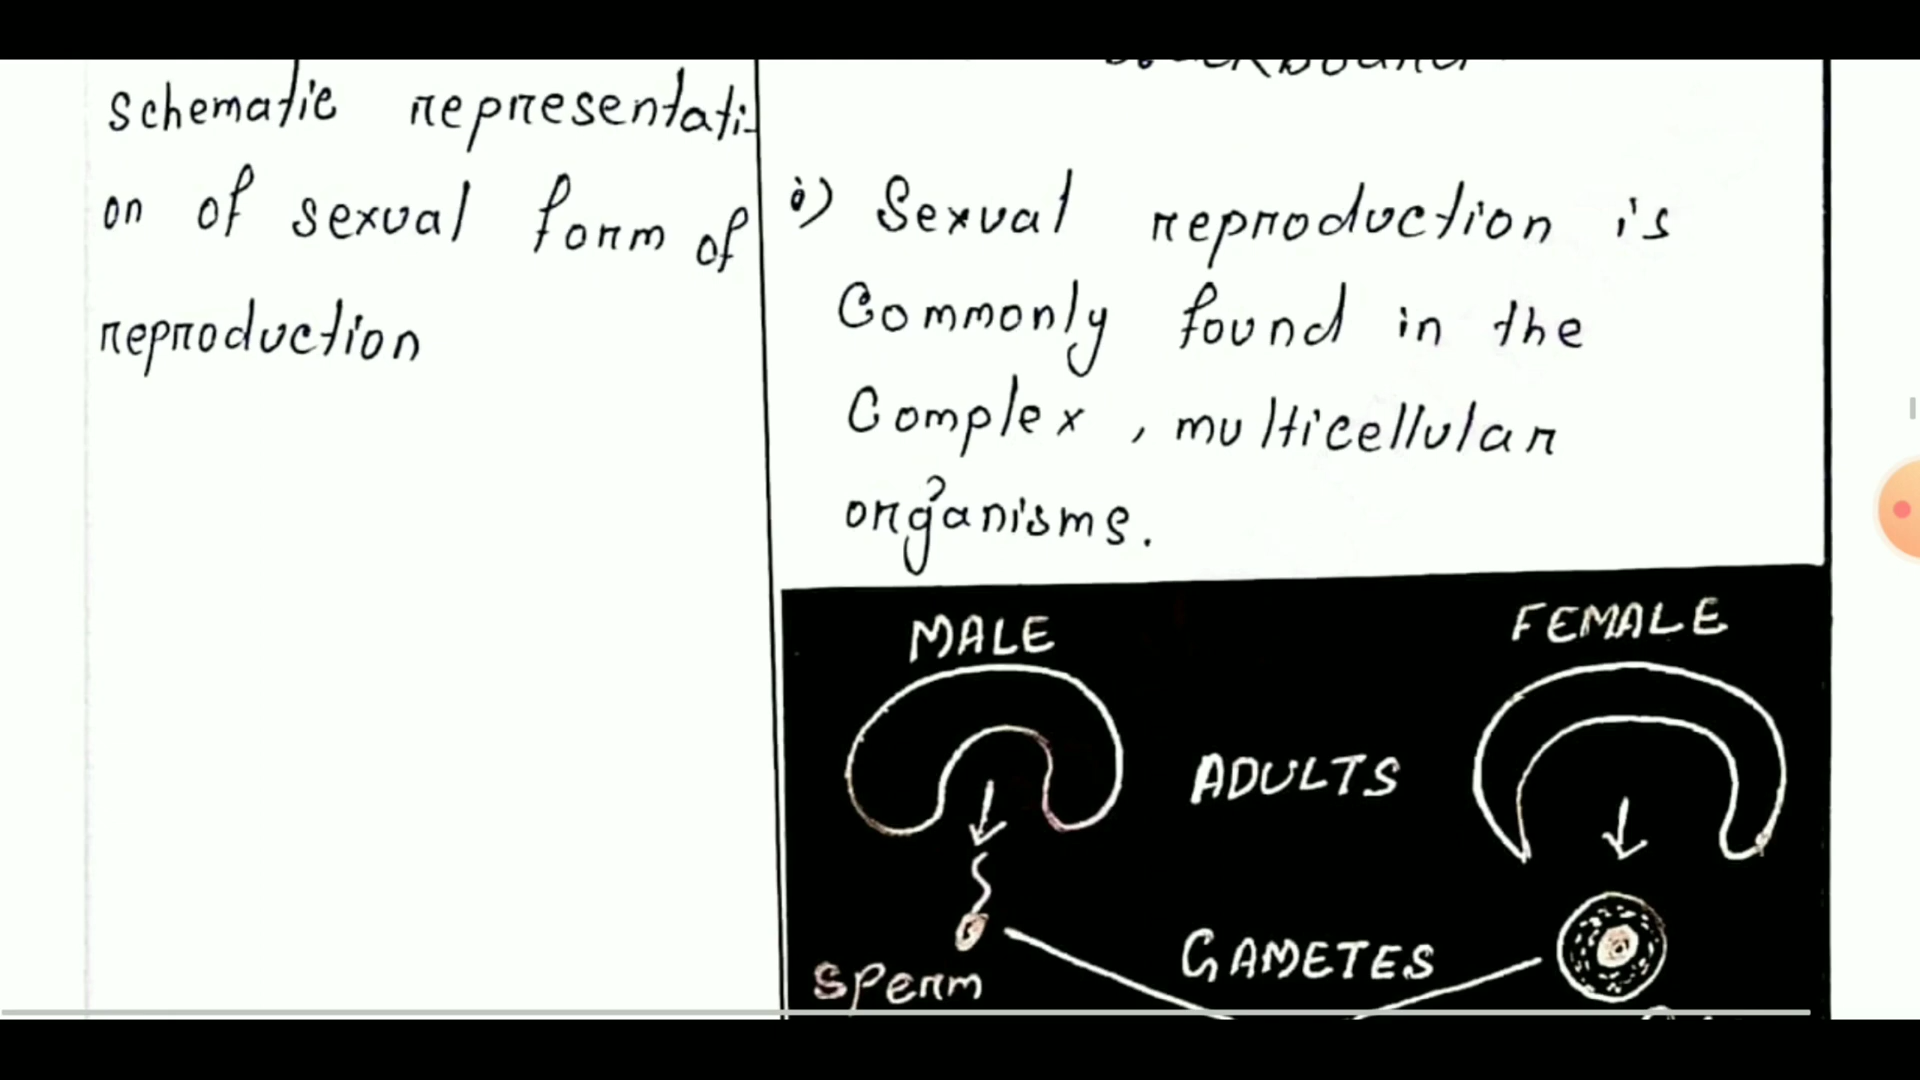 schematic representati-
on of sexual form of
reproduction
i) Sexual reproduction is
Commonly found in the
Complex, multicellular
organisms.
MALE
FEMALE
ADULTS
GAMETES
sperm